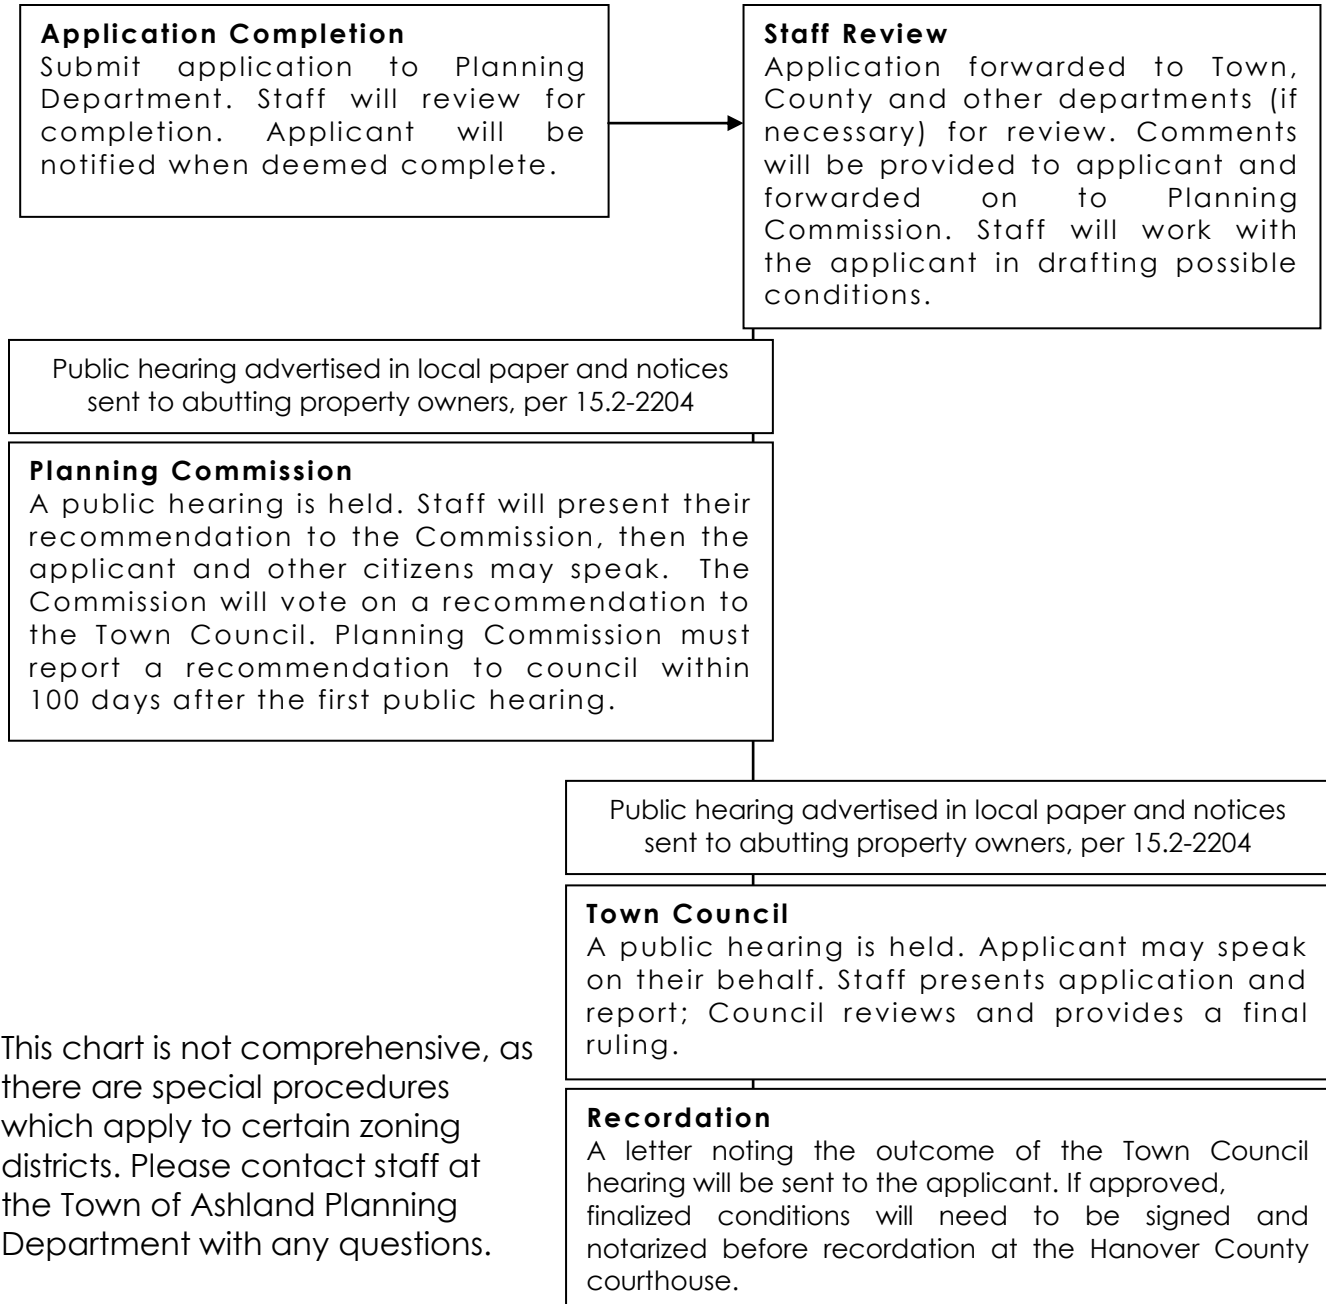 Application Completion
Submit application to Planning
Department. Staff will review for
completion. Applicant will be
notified when deemed complete.
Staff Review
Application forwarded to Town,
County and other departments (if
necessary) for review. Comments
will be provided to applicant and
forwarded on to Planning
Commission. Staff will work with
the applicant in drafting possible
conditions.
Public hearing advertised in local paper and notices
sent to abutting property owners, per 15.2-2204
Planning Commission
A public hearing is held. Staff will present their
recommendation to the Commission, then the
applicant and other citizens may speak. The
Commission will vote on a recommendation to
the Town Council. Planning Commission must
report a recommendation to council within
100 days after the first public hearing.
Public hearing advertised in local paper and notices
sent to abutting property owners, per 15.2-2204
Town Council
A public hearing is held. Applicant may speak
on their behalf. Staff presents application and
report; Council reviews and provides a final
ruling.
Recordation
A letter noting the outcome of the Town Council
hearing will be sent to the applicant. If approved,
finalized conditions will need to be signed and
notarized before recordation at the Hanover County
courthouse.
This chart is not comprehensive, as
there are special procedures
which apply to certain zoning
districts. Please contact staff at
the Town of Ashland Planning
Department with any questions.